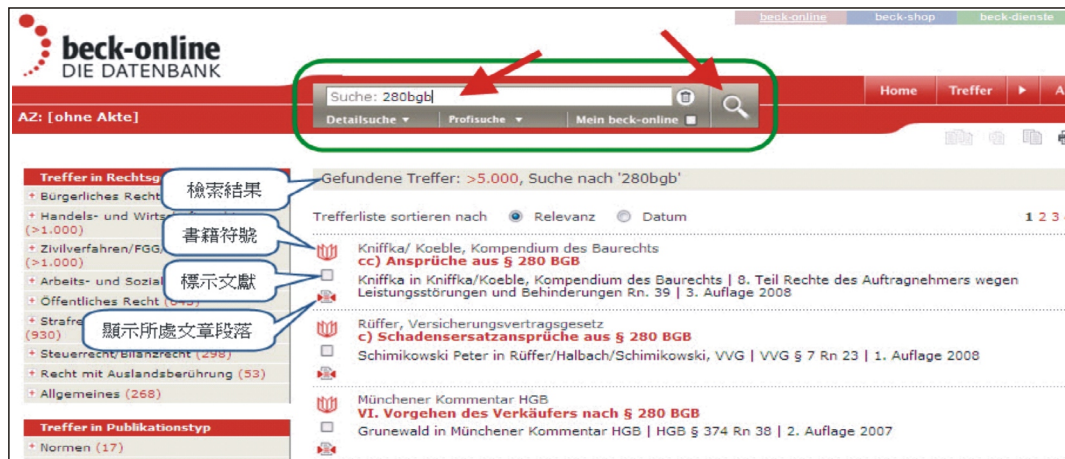 beck-online beck-shop beck-dienste
beck-online
DIE DATENBANK
Suche: 280bgb
Detailsuche Profisuche Mein beck-online
Home Treffer
AZ: [ohne Akte]
Treffer in Rechtsg
+ Bürgerliches Recht
+ Handels- und
(>1.000)
+ Zivilverfahren/FGG/
(>1.000)
+ Arbeits- und Sozial
+ Öffentliches Recht
+ Strafre
(930)
+ Steuerrecht/Bilanzrecht (298)
+ Recht mit Auslandsberührung (53)
+ Allgemeines (268)
Treffer in Publikationstyp
+ Normen (17)
檢索結果
書籍符號
標示文獻
顯示所處文章段落
Gefundene Treffer: >5.000, Suche nach '280bgb'
Trefferliste sortieren nach Relevanz Datum 1 2 3
Kniffka/ Koeble, Kompendium des Baurechts
cc) Ansprüche aus § 280 BGB
Kniffka in Kniffka/Koeble, Kompendium des Baurechts | 8. Teil Rechte des Auftragnehmers wegen
Leistungsstörungen und Behinderungen Rn. 39 | 3. Auflage 2008
Rüffer, Versicherungsvertragsgesetz
c) Schadensersatzansprüche aus § 280 BGB
Schimikowski Peter in Rüffer/Halbach/Schimikowski, VVG | VVG § 7 Rn 23 | 1. Auflage 2008
Münchener Kommentar HGB
VI. Vorgehen des Verkäufers nach § 280 BGB
Grunewald in Münchener Kommentar HGB | HGB § 374 Rn 38 | 2. Auflage 2007